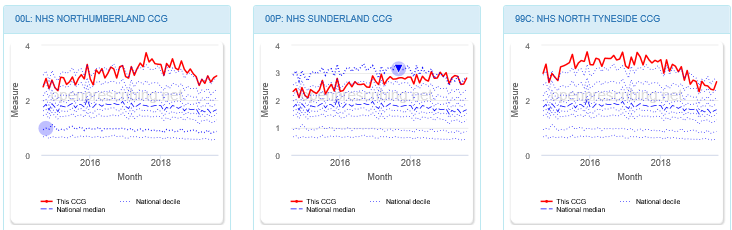 00L: NHS NORTHUMBERLAND CCG
4
2
0
Measure
2016 2018
Month
This CCG
National decile
National median
00P: NHS SUNDERLAND CCG
4
3
2
1
0
Measure
2016 2018
Month
This CCG
National decile
National median
99C: NHS NORTH TYNESIDE CCG
4
2
0
Measure
2016 2018
Month
This CCG
National decile
National median